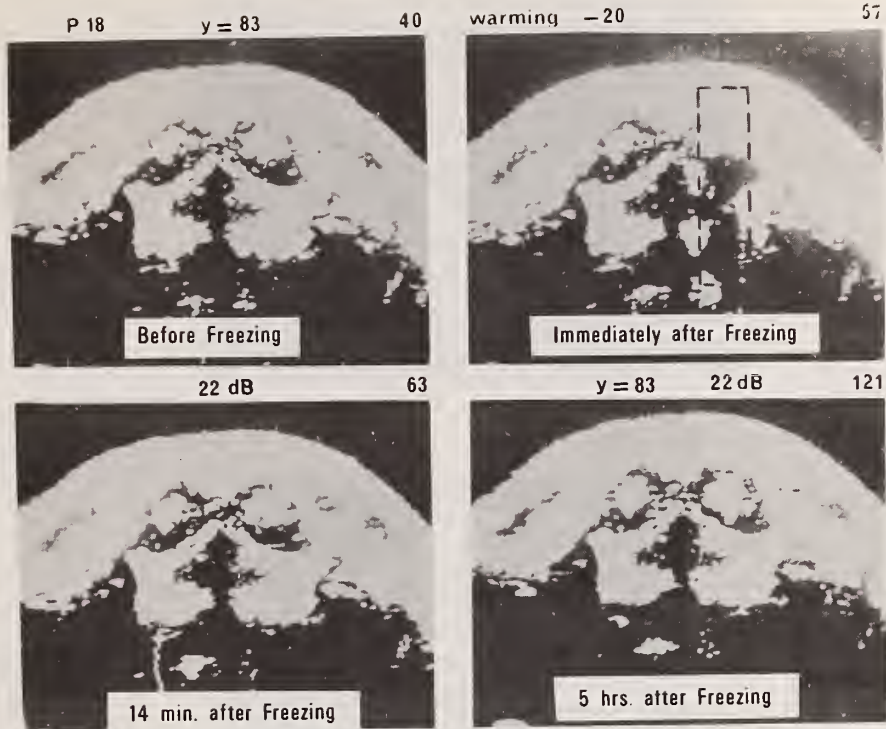 P 18 y = 83 40
warming −20 57
Before Freezing
Immediately after Freezing
22 dB 63
y = 83 22 dB 121
14 min. after Freezing
5 hrs. after Freezing